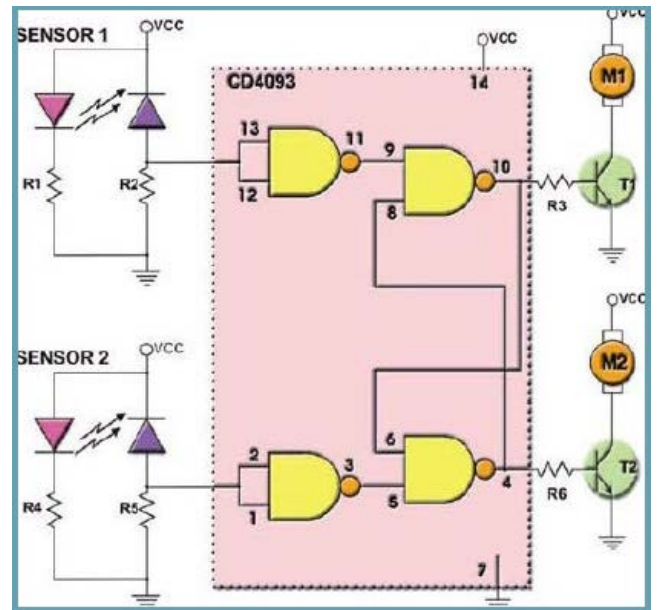 SENSOR 1
VCC
R1
R2
CD4093
VCC
14
13
12
11
9
8
10
R3
VCC
M1
T1
SENSOR 2
VCC
R4
R5
2
1
3
6
5
4
7
R6
VCC
M2
T2